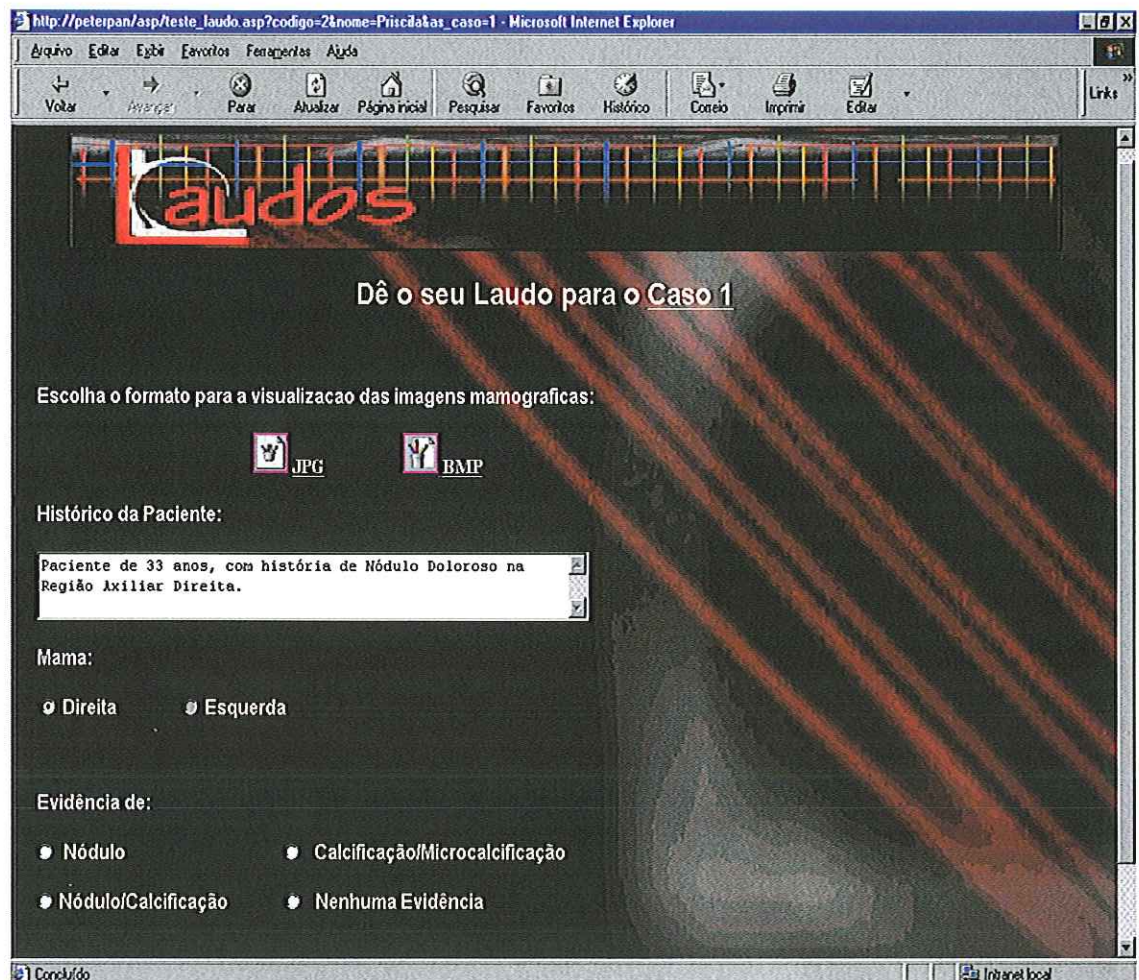 http://peterpan/asp/teste_laudo.asp?codigo=2&nome=Priscila&as_caso=1 - Microsoft Internet Explorer
Arquivo Editar Exibir Favoritos Ferramentas Ajuda
Voltar Avançar Parar Atualizar Página inicial Pesquisar Favoritos Histórico Correio Imprimir Editar Links »
Laudos
Dê o seu Laudo para o Caso 1
Escolha o formato para a visualizacao das imagens mamograficas:
JPG BMP
Histórico da Paciente:
Paciente de 33 anos, com história de Nódulo Doloroso na
Região Axiliar Direita.
Mama:
Direita Esquerda
Evidência de:
Nódulo Calcificação/Microcalcificação
Nódulo/Calcificação Nenhuma Evidência
Concluído Intranet local